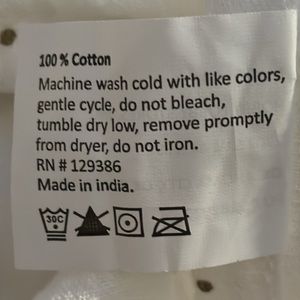 100 % Cotton
Machine wash cold with like colors,
gentle cycle, do not bleach,
tumble dry low, remove promptly
from dryer, do not iron.
RN # 129386
Made in india.
30C